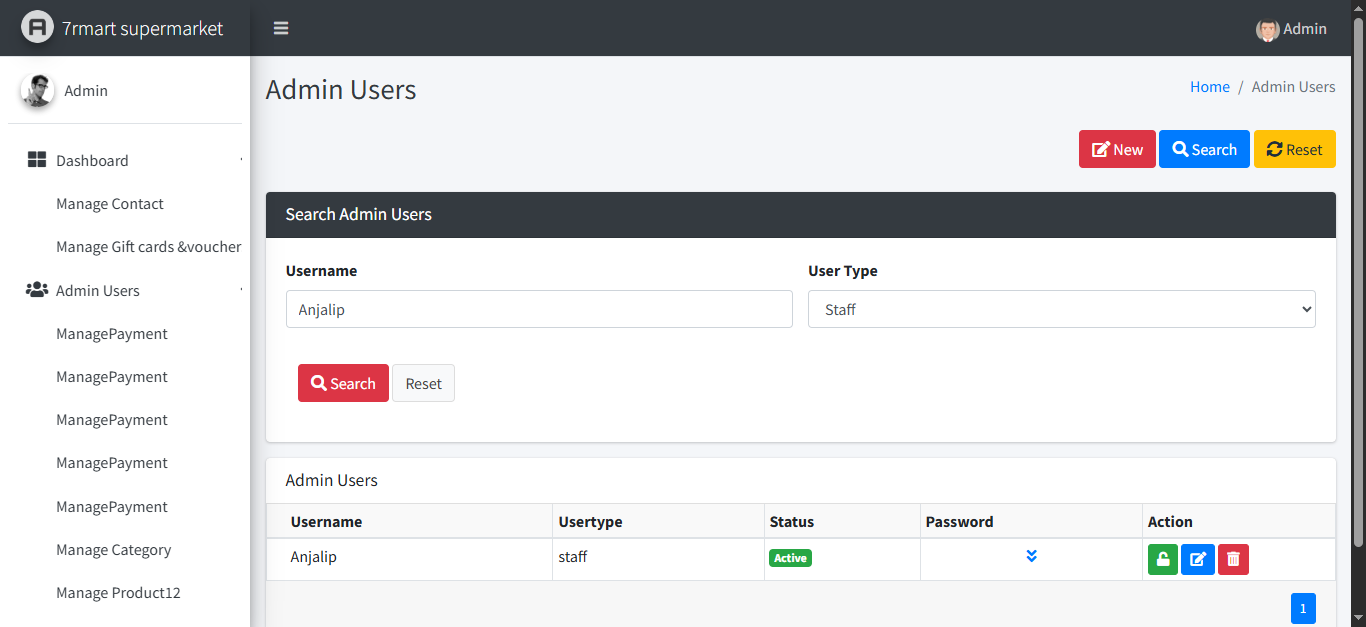 7rmart supermarket
Admin
Admin
Dashboard
Manage Contact
Manage Gift cards &voucher
Admin Users
ManagePayment
ManagePayment
ManagePayment
ManagePayment
ManagePayment
Manage Category
Manage Product12
Admin Users
Home / Admin Users
New Search Reset
Search Admin Users
Username User Type
Anjalip Staff
Search Reset
Admin Users
Username Usertype Status Password Action
Anjalip staff Active
1